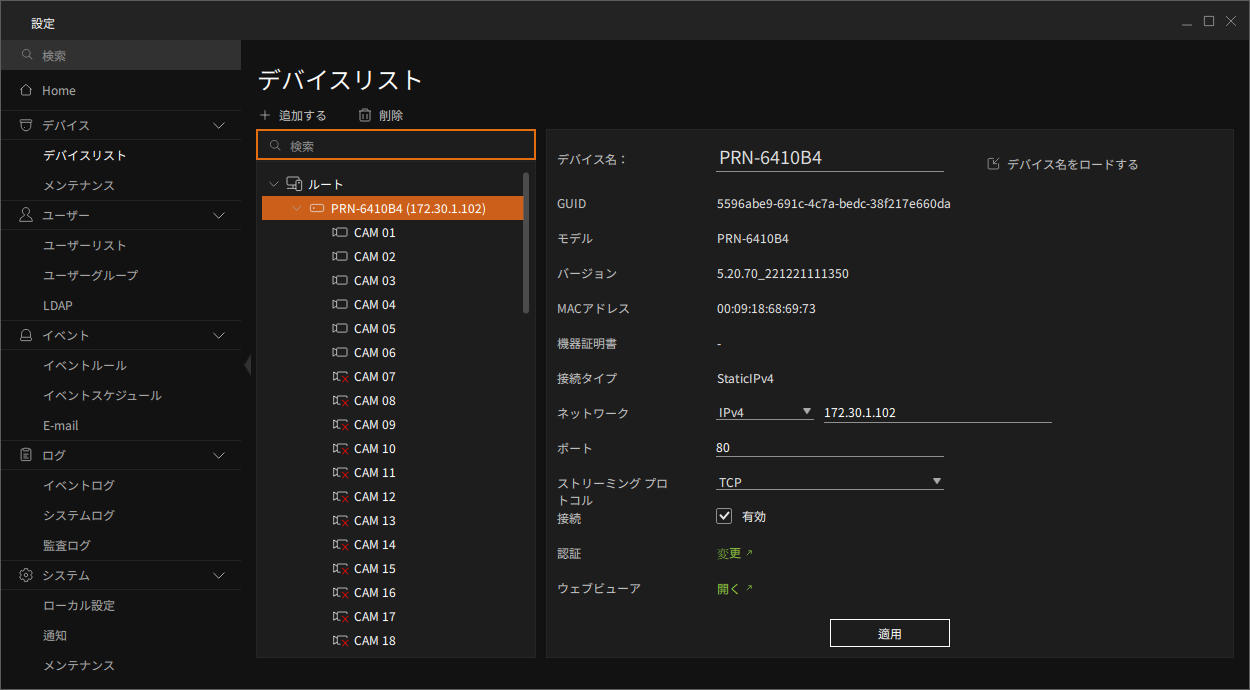 設定
検索
Home
デバイス
デバイスリスト
メンテナンス
ユーザー
ユーザーリスト
ユーザーグループ
LDAP
イベント
イベントルール
イベントスケジュール
E-mail
ログ
イベントログ
システムログ
監査ログ
システム
ローカル設定
通知
メンテナンス
デバイスリスト
追加する 削除
検索
ルート
PRN-6410B4 (172.30.1.102)
CAM 01
CAM 02
CAM 03
CAM 04
CAM 05
CAM 06
CAM 07
CAM 08
CAM 09
CAM 10
CAM 11
CAM 12
CAM 13
CAM 14
CAM 15
CAM 16
CAM 17
CAM 18
デバイス名： PRN-6410B4 デバイス名をロードする
GUID 5596abe9-691c-4c7a-bedc-38f217e660da
モデル PRN-6410B4
バージョン 5.20.70_221221111350
MACアドレス 00:09:18:68:69:73
機器証明書 -
接続タイプ StaticIPv4
ネットワーク IPv4 172.30.1.102
ポート 80
ストリーミング プロ TCP
トコル
接続 有効
認証 変更
ウェブビューア 開く
適用